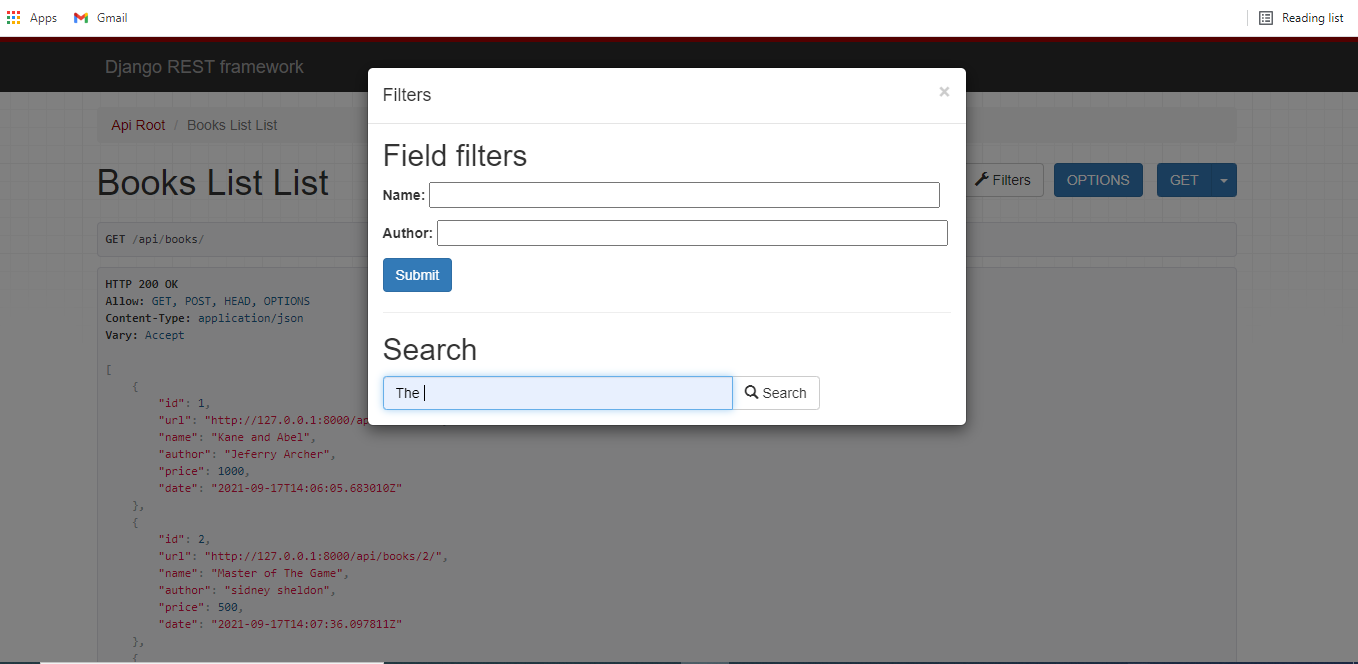 Apps Gmail Reading list
Django REST framework
Filters ×
Api Root / Books List List
Field filters
Books List List
Filters OPTIONS GET
Name:
Author:
GET /api/books/
Submit
HTTP 200 OK
Allow: GET, POST, HEAD, OPTIONS
Content-Type: application/json
Vary: Accept
Search
The
Search
[
{
"id": 1,
"url": "http://127.0.0.1:8000/ap
"name": "Kane and Abel",
"author": "Jeferry Archer",
"price": 1000,
"date": "2021-09-17T14:06:05.683010Z"
},
{
"id": 2,
"url": "http://127.0.0.1:8000/api/books/2/",
"name": "Master of The Game",
"author": "sidney sheldon",
"price": 500,
"date": "2021-09-17T14:07:36.097811Z"
},
{